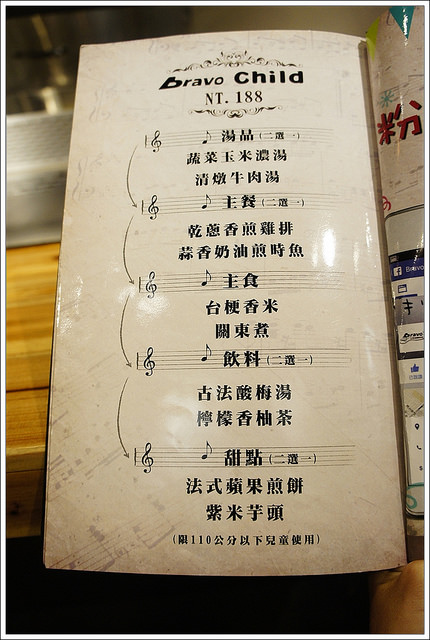 Bravo Child
NT. 188
湯品(二選一)
蔬菜玉米濃湯
清燉牛肉湯
主餐(二選一)
乾蔥香煎雞排
蒜香奶油煎時魚
主食
台梗香米
關東煮
飲料(二選一)
古法酸梅湯
檸檬香柚茶
甜點(二選一)
法式蘋果煎餅
紫米芋頭
(限110公分以下兒童使用)
粉
Bravo